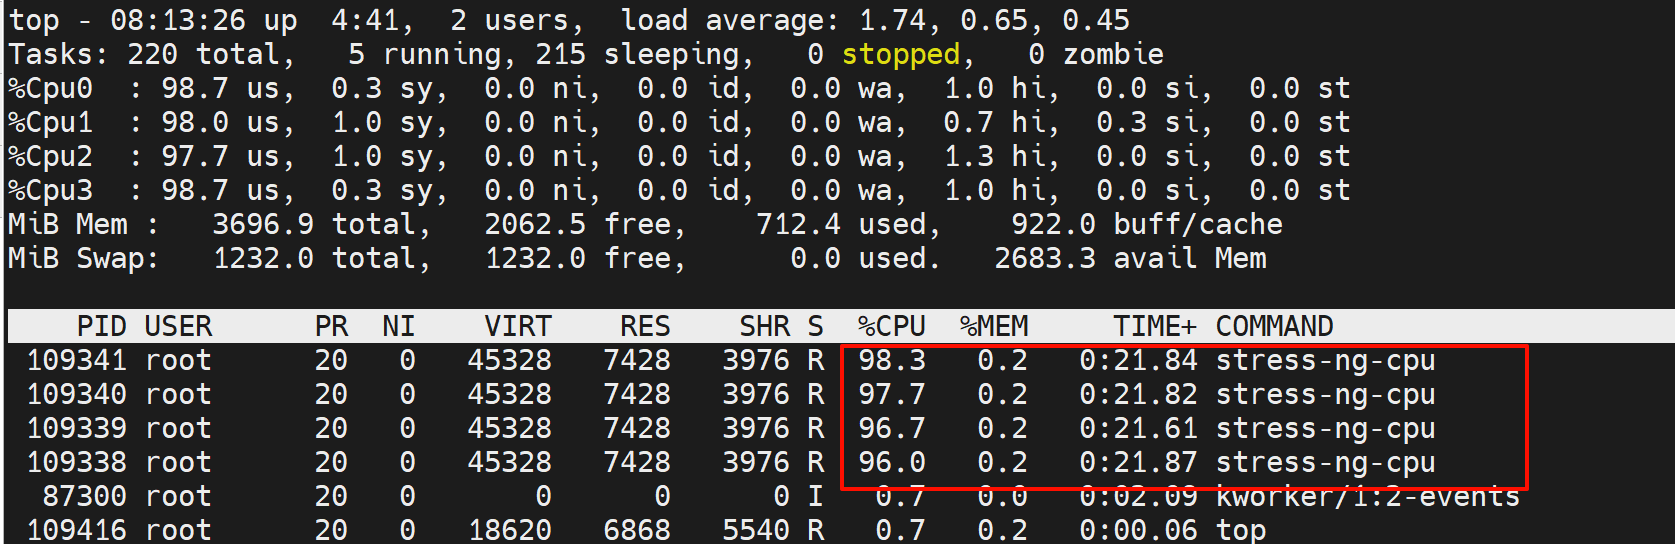 top - 08:13:26 up  4:41,  2 users,  load average: 1.74, 0.65, 0.45
Tasks: 220 total,   5 running, 215 sleeping,   0 stopped,   0 zombie
%Cpu0  : 98.7 us,  0.3 sy,  0.0 ni,  0.0 id,  0.0 wa,  1.0 hi,  0.0 si,  0.0 st
%Cpu1  : 98.0 us,  1.0 sy,  0.0 ni,  0.0 id,  0.0 wa,  0.7 hi,  0.3 si,  0.0 st
%Cpu2  : 97.7 us,  1.0 sy,  0.0 ni,  0.0 id,  0.0 wa,  1.3 hi,  0.0 si,  0.0 st
%Cpu3  : 98.7 us,  0.3 sy,  0.0 ni,  0.0 id,  0.0 wa,  1.0 hi,  0.0 si,  0.0 st
MiB Mem :   3696.9 total,   2062.5 free,    712.4 used,    922.0 buff/cache
MiB Swap:   1232.0 total,   1232.0 free,      0.0 used.   2683.3 avail Mem
PID USER      PR  NI    VIRT    RES    SHR S  %CPU  %MEM     TIME+ COMMAND
109341 root      20   0   45328   7428   3976 R  98.3   0.2   0:21.84 stress-ng-cpu
109340 root      20   0   45328   7428   3976 R  97.7   0.2   0:21.82 stress-ng-cpu
109339 root      20   0   45328   7428   3976 R  96.7   0.2   0:21.61 stress-ng-cpu
109338 root      20   0   45328   7428   3976 R  96.0   0.2   0:21.87 stress-ng-cpu
87300 root      20   0       0      0      0 I   0.7   0.0   0:02.09 kworker/1:2-events
109416 root      20   0   18620   6868   5540 R   0.7   0.2   0:00.06 top